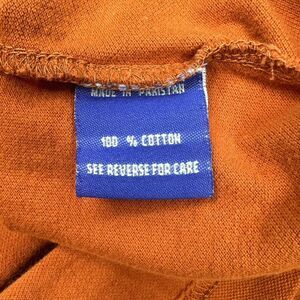 MADE IN PAKISTAN
100 % COTTON
SEE REVERSE FOR CARE